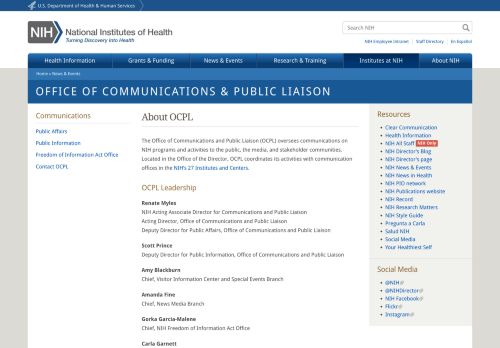 U.S. Department of Health & Human Services
NIH National Institutes of Health
Turning Discovery Into Health
Search NIH
NIH Employee Intranet Staff Directory En Español
Health Information Grants & Funding News & Events Research & Training Institutes at NIH About NIH
Home » News & Events
OFFICE OF COMMUNICATIONS & PUBLIC LIAISON
Communications
Public Affairs
Public Information
Freedom of Information Act Office
Contact OCPL
About OCPL
The Office of Communications and Public Liaison (OCPL) oversees communications on
NIH programs and activities to the public, the media, and stakeholder communities.
Located in the Office of the Director, OCPL coordinates its activities with communication
offices in the NIH's 27 Institutes and Centers.
OCPL Leadership
Renate Myles
NIH Acting Associate Director for Communications and Public Liaison
Acting Director, Office of Communications and Public Liaison
Deputy Director for Public Affairs, Office of Communications and Public Liaison
Scott Prince
Deputy Director for Public Information, Office of Communications and Public Liaison
Amy Blackburn
Chief, Visitor Information Center and Special Events Branch
Amanda Fine
Chief, News Media Branch
Gorka Garcia-Malene
Chief, NIH Freedom of Information Act Office
Carla Garnett
Resources
Clear Communication
Health Information
NIH All Staff NIH Only
NIH Director's Blog
NIH Director's page
NIH News & Events
NIH News in Health
NIH PIO network
NIH Publications website
NIH Record
NIH Research Matters
NIH Style Guide
Pregunta a Carla
Salud NIH
Social Media
Your Healthiest Self
Social Media
@NIH
@NIHDirector
NIH Facebook
Flickr
Instagram